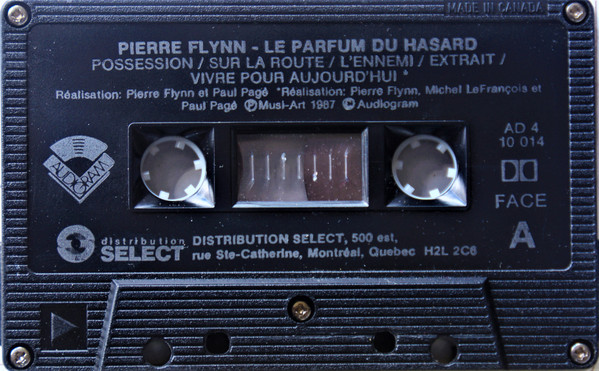 MADE IN CANADA
PIERRE FLYNN - LE PARFUM DU HASARD
POSSESSION / SUR LA ROUTE / L'ENNEMI / EXTRAIT /
VIVRE POUR AUJOURD'HUI *
Réalisation: Pierre Flynn et Paul Pagé *Réalisation: Pierre Flynn, Michel LeFrançois et
Paul Pagé ℗Musi-Art 1987 ©Audiogram
AUDIOGRAM
AD 4
10 014
FACE
A
distribution
SELECT
DISTRIBUTION SELECT, 500 est,
rue Ste-Catherine, Montréal, Quebec H2L 2C6